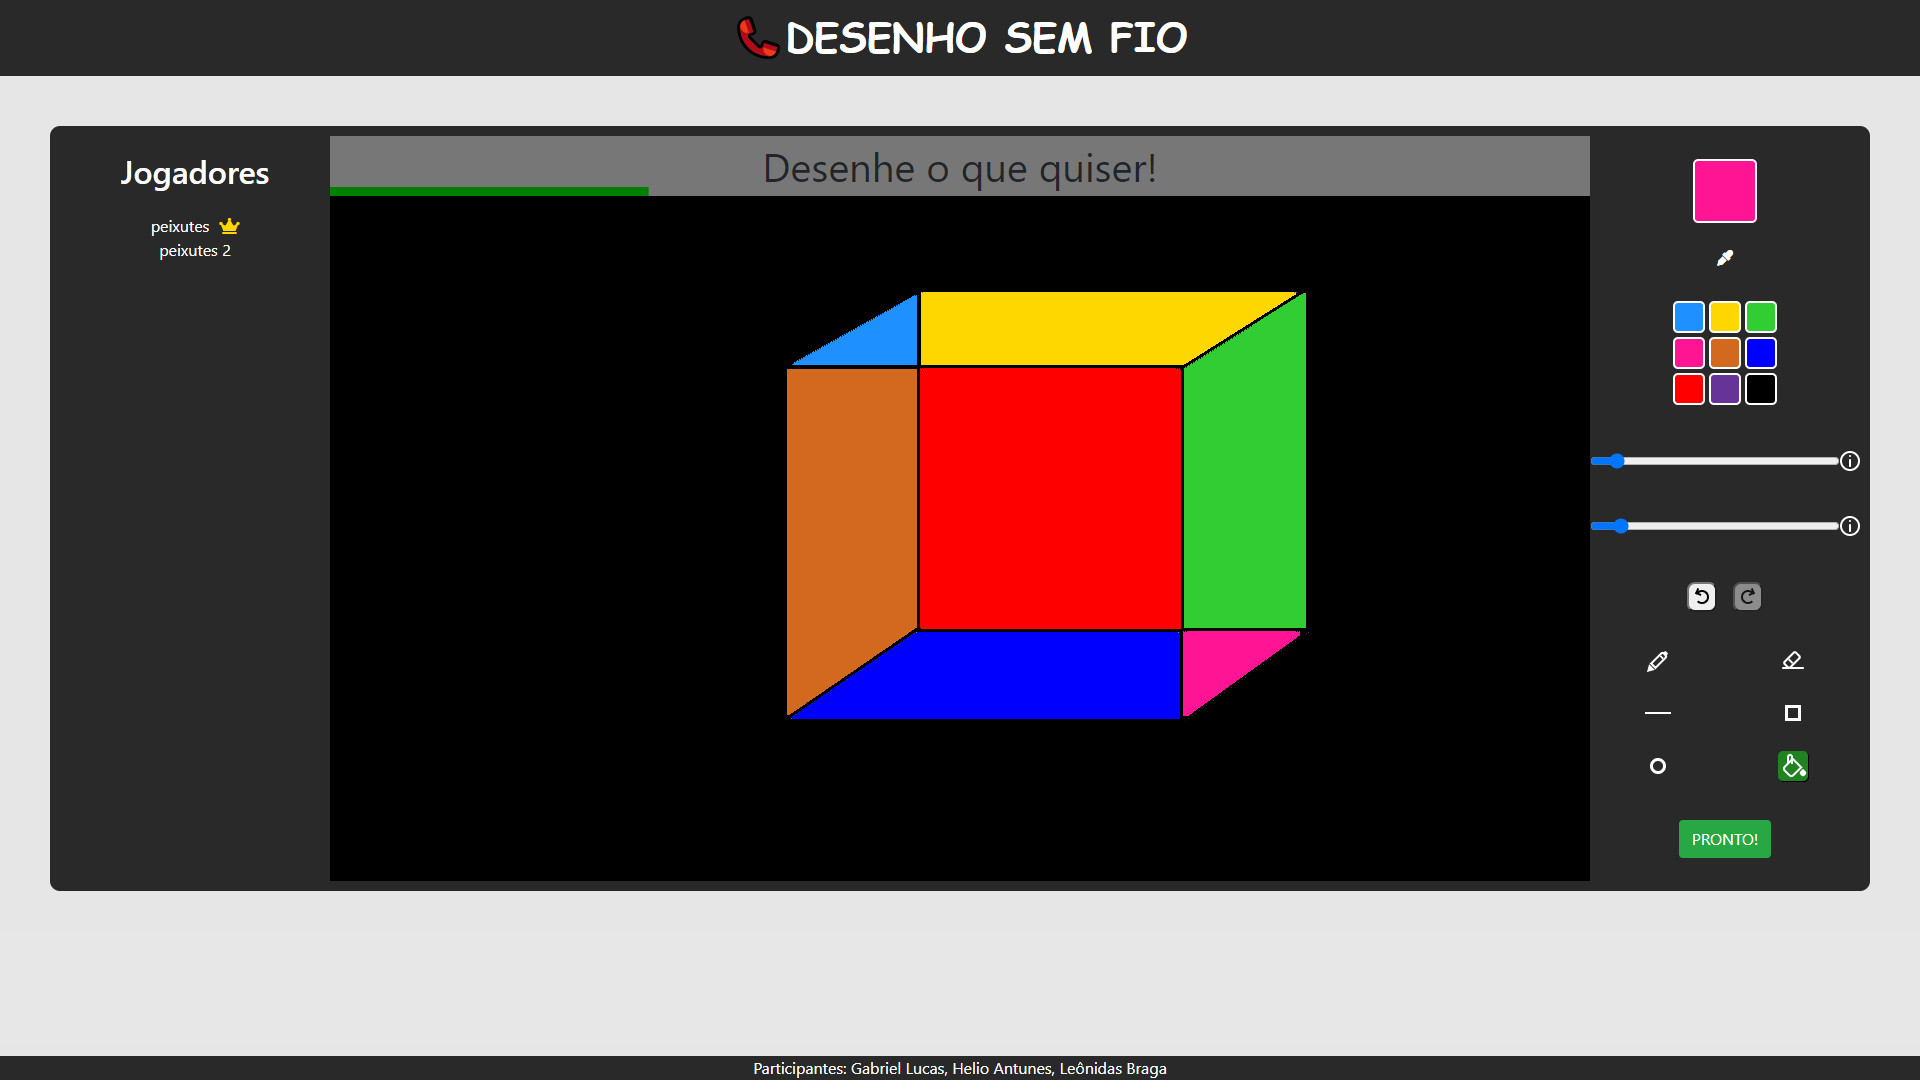 DESENHO SEM FIO
Jogadores
peixutes
peixutes 2
Desenhe o que quiser!
PRONTO!
Participantes: Gabriel Lucas, Helio Antunes, Leônidas Braga